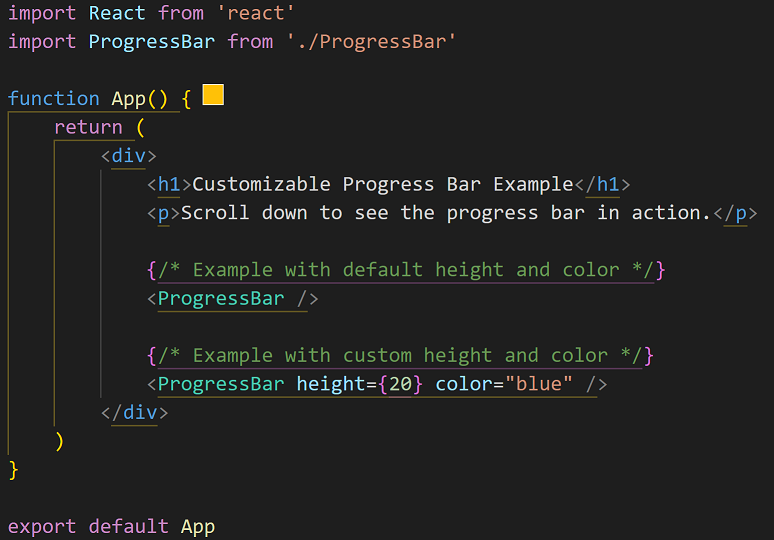 import React from 'react'
import ProgressBar from './ProgressBar'

function App() {
    return (
        <div>
            <h1>Customizable Progress Bar Example</h1>
            <p>Scroll down to see the progress bar in action.</p>

            {/* Example with default height and color */}
            <ProgressBar />

            {/* Example with custom height and color */}
            <ProgressBar height={20} color="blue" />
        </div>
    )
}

export default App